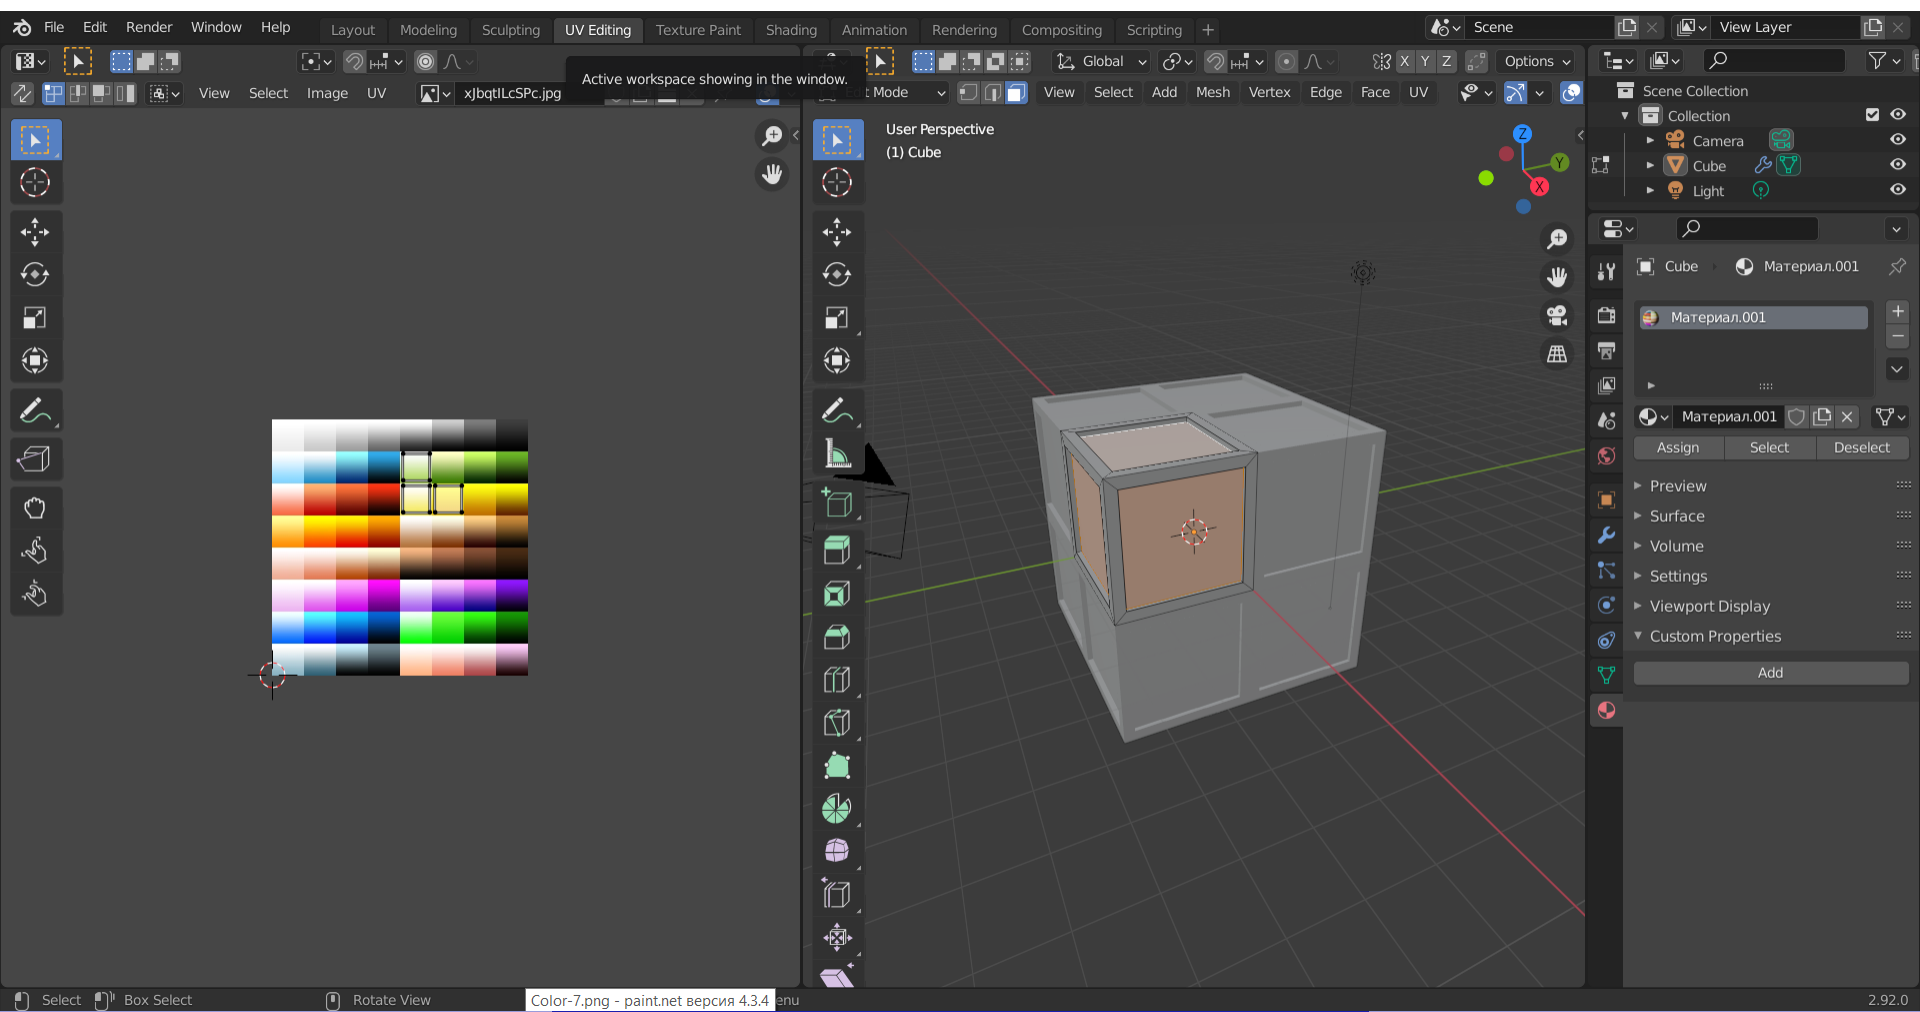 File Edit Render Window Help Layout Modeling Sculpting UV Editing Texture Paint Shading Animation Rendering Compositing Scripting + Scene View Layer
Active workspace showing in the window.
Global X Y Z Options
View Select Image UV xJbqtILcSPc.jpg
Mode View Select Add Mesh Vertex Edge Face UV
User Perspective
(1) Cube
Z
Y
X
Scene Collection
Collection
Camera
Cube
Light
Cube Материал.001
Материал.001
Материал.001
Assign Select Deselect
Preview
Surface
Volume
Settings
Viewport Display
Custom Properties
Add
Select Box Select Rotate View Color-7.png - paint.net версия 4.3.4 enu 2.92.0